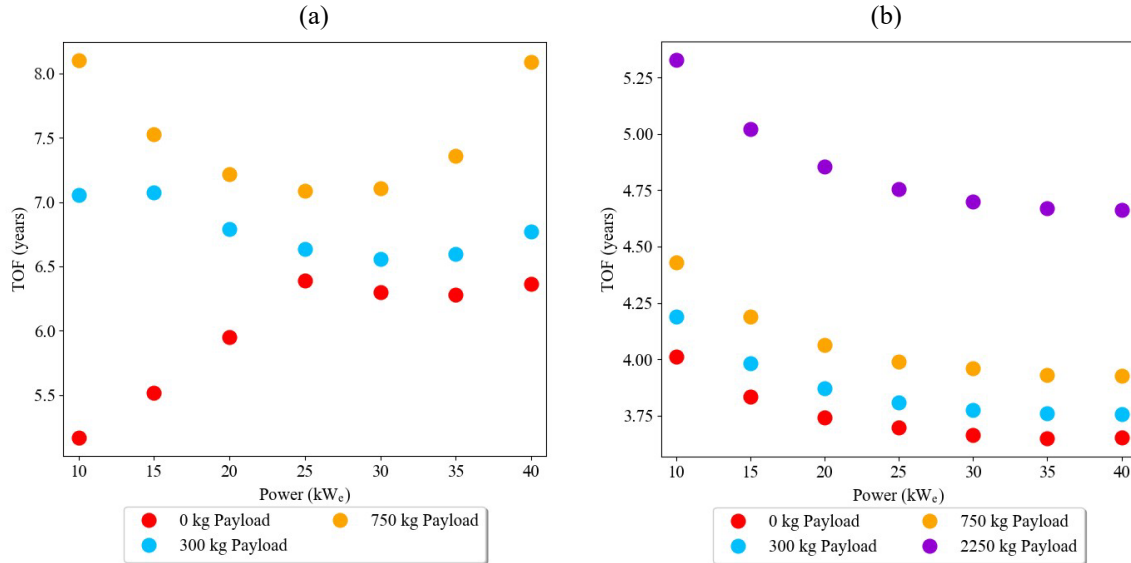 (a)
TOF (years)
8.0
7.5
7.0
6.5
6.0
5.5
10 15 20 25 30 35 40
Power (kWₑ)
0 kg Payload 750 kg Payload
300 kg Payload
(b)
TOF (years)
5.25
5.00
4.75
4.50
4.25
4.00
3.75
10 15 20 25 30 35 40
Power (kWₑ)
0 kg Payload 750 kg Payload
300 kg Payload 2250 kg Payload